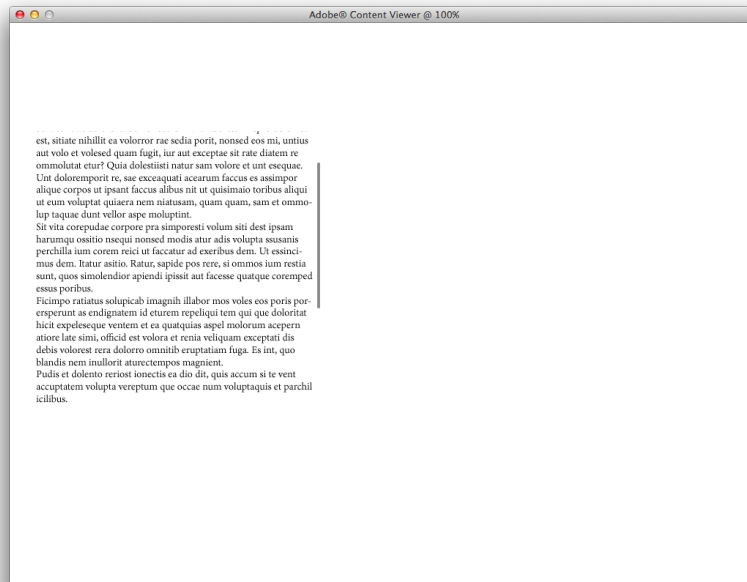 Adobe® Content Viewer @ 100%
est, sitiate nihillit ea volorror rae sedia porit, nonsed eos mi, untius
aut volo et volesed quam fugit, iur aut exceptae sit rate diatem re
ommolutat etur? Quia dolestiisti natur sam volore et unt esequae.
Unt doloremporit re, sae exceaquati acearum faccus es assimpor
alique corpos ut ipsant faccus alibus nit ut quisimaio toribus aliqui
ut eum voluptat quiaera nem niatusam, quam quam, sam et ommo-
lup taquae dunt vellor aspe moluptint.
Sit vita corepudae corpore pra simporesti volum siti dest ipsam
harumqu ossitio nsequi nonsed modis atur adis volupta ssusanis
perchilla ium corem reici ut faccatur ad exeribus dem. Ut essinci-
mus dem. Itatur asitio. Ratur, sapide pos rere, si ommos ium restia
sunt, quos simolendior apiendi ipissit aut facesse quatque coremped
essus poribus.
Ficimpo ratiatus solupicab imagnih illabor mos voles eos poris por-
ersperunt as endignatem id eturem repeliqui tem qui que doloritat
hicit expeleseque ventem et ea quatquias aspel molorum acepern
atiore late simi, officid est volora et renia veliquam exceptati dis
debis volorest rera dolorro omnitib eruptatiam fuga. Es int, quo
blandis nem inullorit aturectempos magnient.
Pudis et dolento reriost ionectis ea dio dit, quis accum si te vent
accuptatem volupta vereptum que occae num voluptaquis et parchil
icilibus.